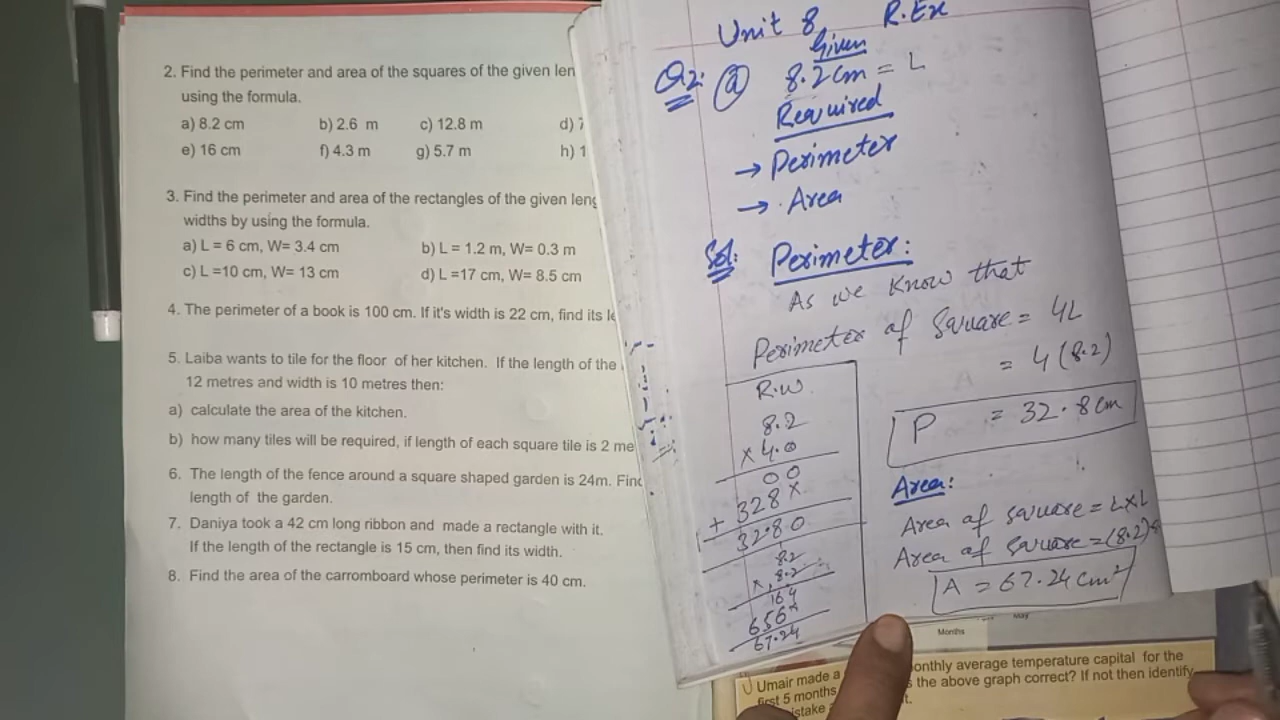 2. Find the perimeter and area of the squares of the given len
using the formula.
a) 8.2 cm b) 2.6 m c) 12.8 m d) 7
e) 16 cm f) 4.3 m g) 5.7 m h) 1
3. Find the perimeter and area of the rectangles of the given leng
widths by using the formula.
a) L = 6 cm, W= 3.4 cm b) L = 1.2 m, W= 0.3 m
c) L =10 cm, W= 13 cm d) L =17 cm, W= 8.5 cm
4. The perimeter of a book is 100 cm. If it's width is 22 cm, find its le
5. Laiba wants to tile for the floor of her kitchen. If the length of the
12 metres and width is 10 metres then:
a) calculate the area of the kitchen.
b) how many tiles will be required, if length of each square tile is 2 me
6. The length of the fence around a square shaped garden is 24m. Find
length of the garden.
7. Daniya took a 42 cm long ribbon and made a rectangle with it.
If the length of the rectangle is 15 cm, then find its width.
8. Find the area of the carromboard whose perimeter is 40 cm.
Unit 8 R.Ex
Given
Q2: a 8.2cm = L
Required
→ Perimeter
→ Area
Sol: Perimeter:
As we know that
Perimeter of Square = 4L
= 4(8.2)
P = 32.8cm
R.W
8.2
×4.0
00
+ 328×
32.80
8.2
× 8.2
164
656×
67.24
Area:
Area of square = L×L
Area of square = (8.2)
A = 67.24cm²
Months
May
Umair made a onthly average temperature capital for the
first 5 months s the above graph correct? If not then identify
istake t.